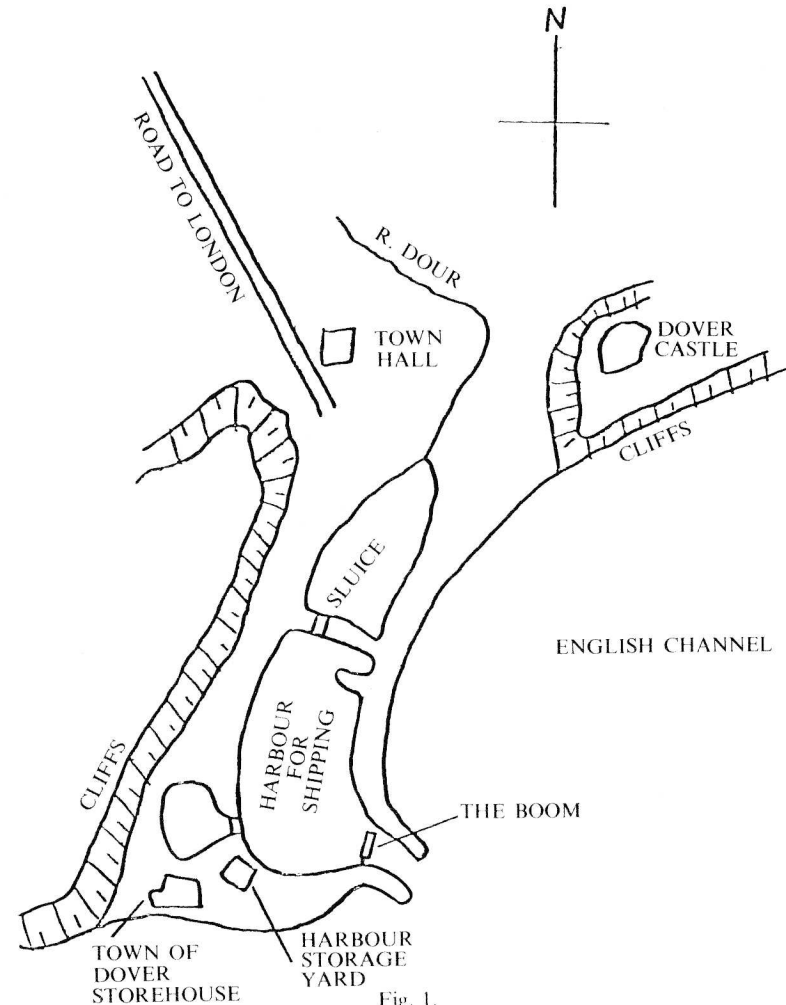 N
ROAD TO LONDON
R. DOUR
TOWN
HALL
DOVER
CASTLE
CLIFFS
SLUICE
ENGLISH CHANNEL
HARBOUR
FOR
SHIPPING
CLIFFS
THE BOOM
TOWN OF
DOVER
STOREHOUSE
HARBOUR
STORAGE
YARD
Fig. 1.